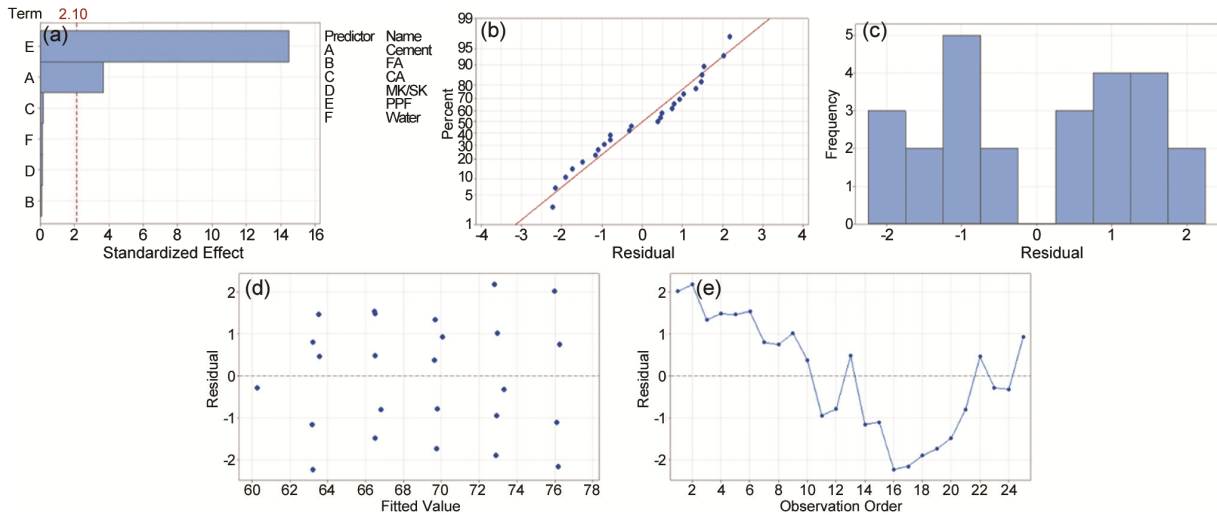 Term 2.10
(a)
E
A
C
F
D
B
0 2 4 6 8 10 12 14 16
Standardized Effect
Predictor Name
A Cement
B FA
C CA
D MK/SK
E PPF
F Water
(b)
99
95
90
80
70
60
50
40
30
20
10
5
1
Percent
-4 -3 -2 -1 0 1 2 3 4
Residual
(c)
5
4
3
2
1
0
Frequency
-2 -1 0 1 2
Residual
(d)
2
1
0
-1
-2
Residual
60 62 64 66 68 70 72 74 76 78
Fitted Value
(e)
2
1
0
-1
-2
Residual
2 4 6 8 10 12 14 16 18 20 22 24
Observation Order